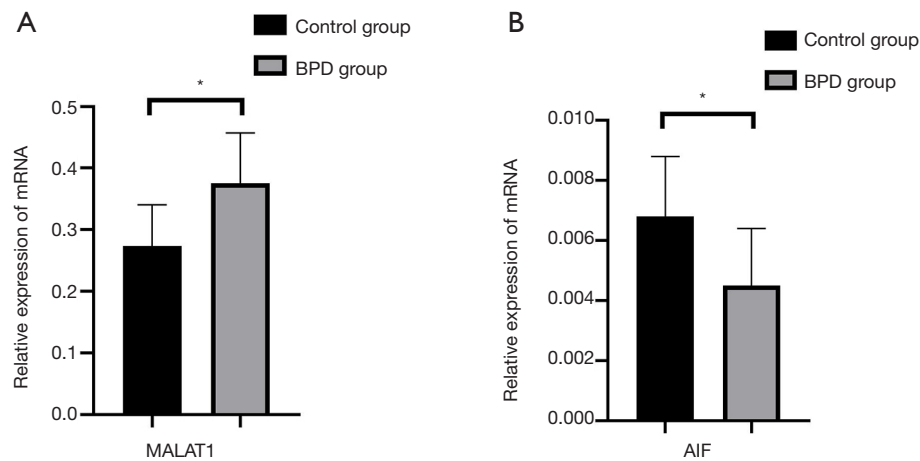 A
Control group
BPD group
*
0.5
0.4
0.3
0.2
0.1
0.0
Relative expression of mRNA
MALAT1
B
Control group
BPD group
*
0.010
0.008
0.006
0.004
0.002
0.000
Relative expression of mRNA
AIF